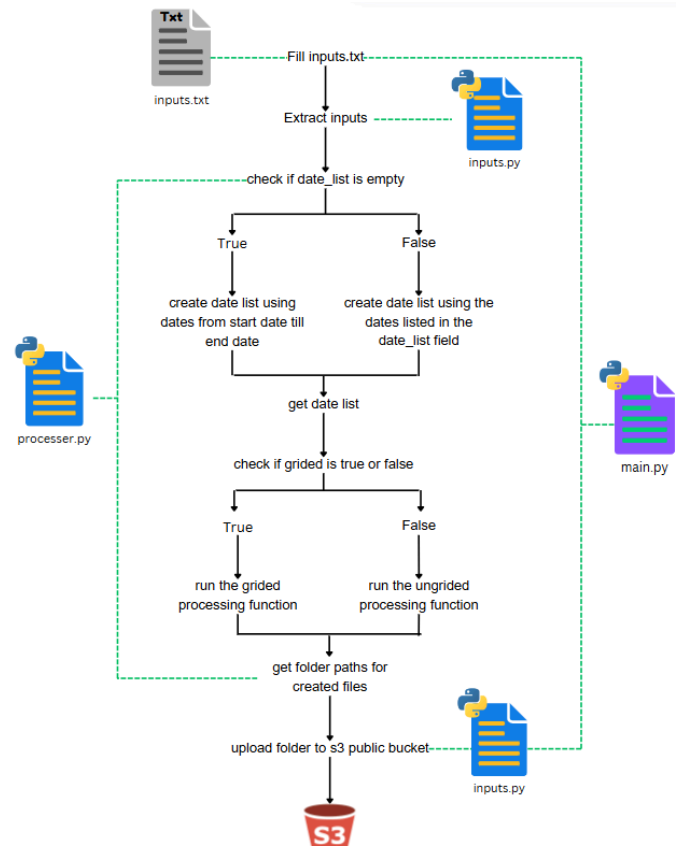 Txt
inputs.txt
Fill inputs.txt
Extract inputs
inputs.py
check if date_list is empty
True
False
create date list using
dates from start date till
end date
create date list using the
dates listed in the
date_list field
processer.py
get date list
main.py
check if grided is true or false
True
False
run the grided
processing function
run the ungrided
processing function
get folder paths for
created files
upload folder to s3 public bucket
inputs.py
S3